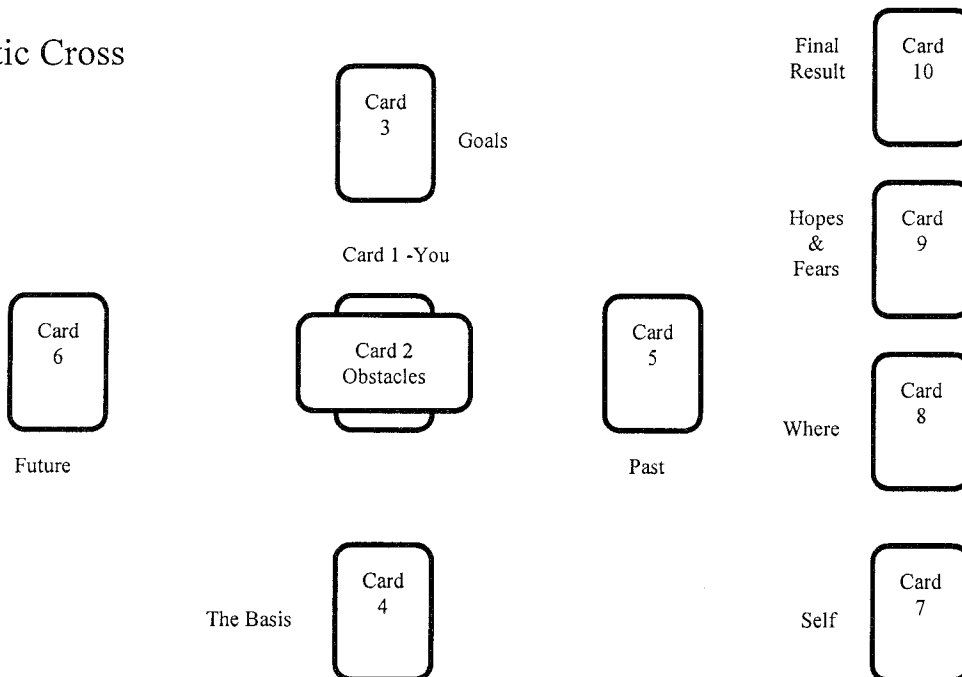 tic Cross
Final
Result
Card
10
Card
3
Goals
Hopes
&
Fears
Card
9
Card 1 -You
Card
6
Card 2
Obstacles
Card
5
Card
8
Where
Future
Past
Card
4
The Basis
Card
7
Self